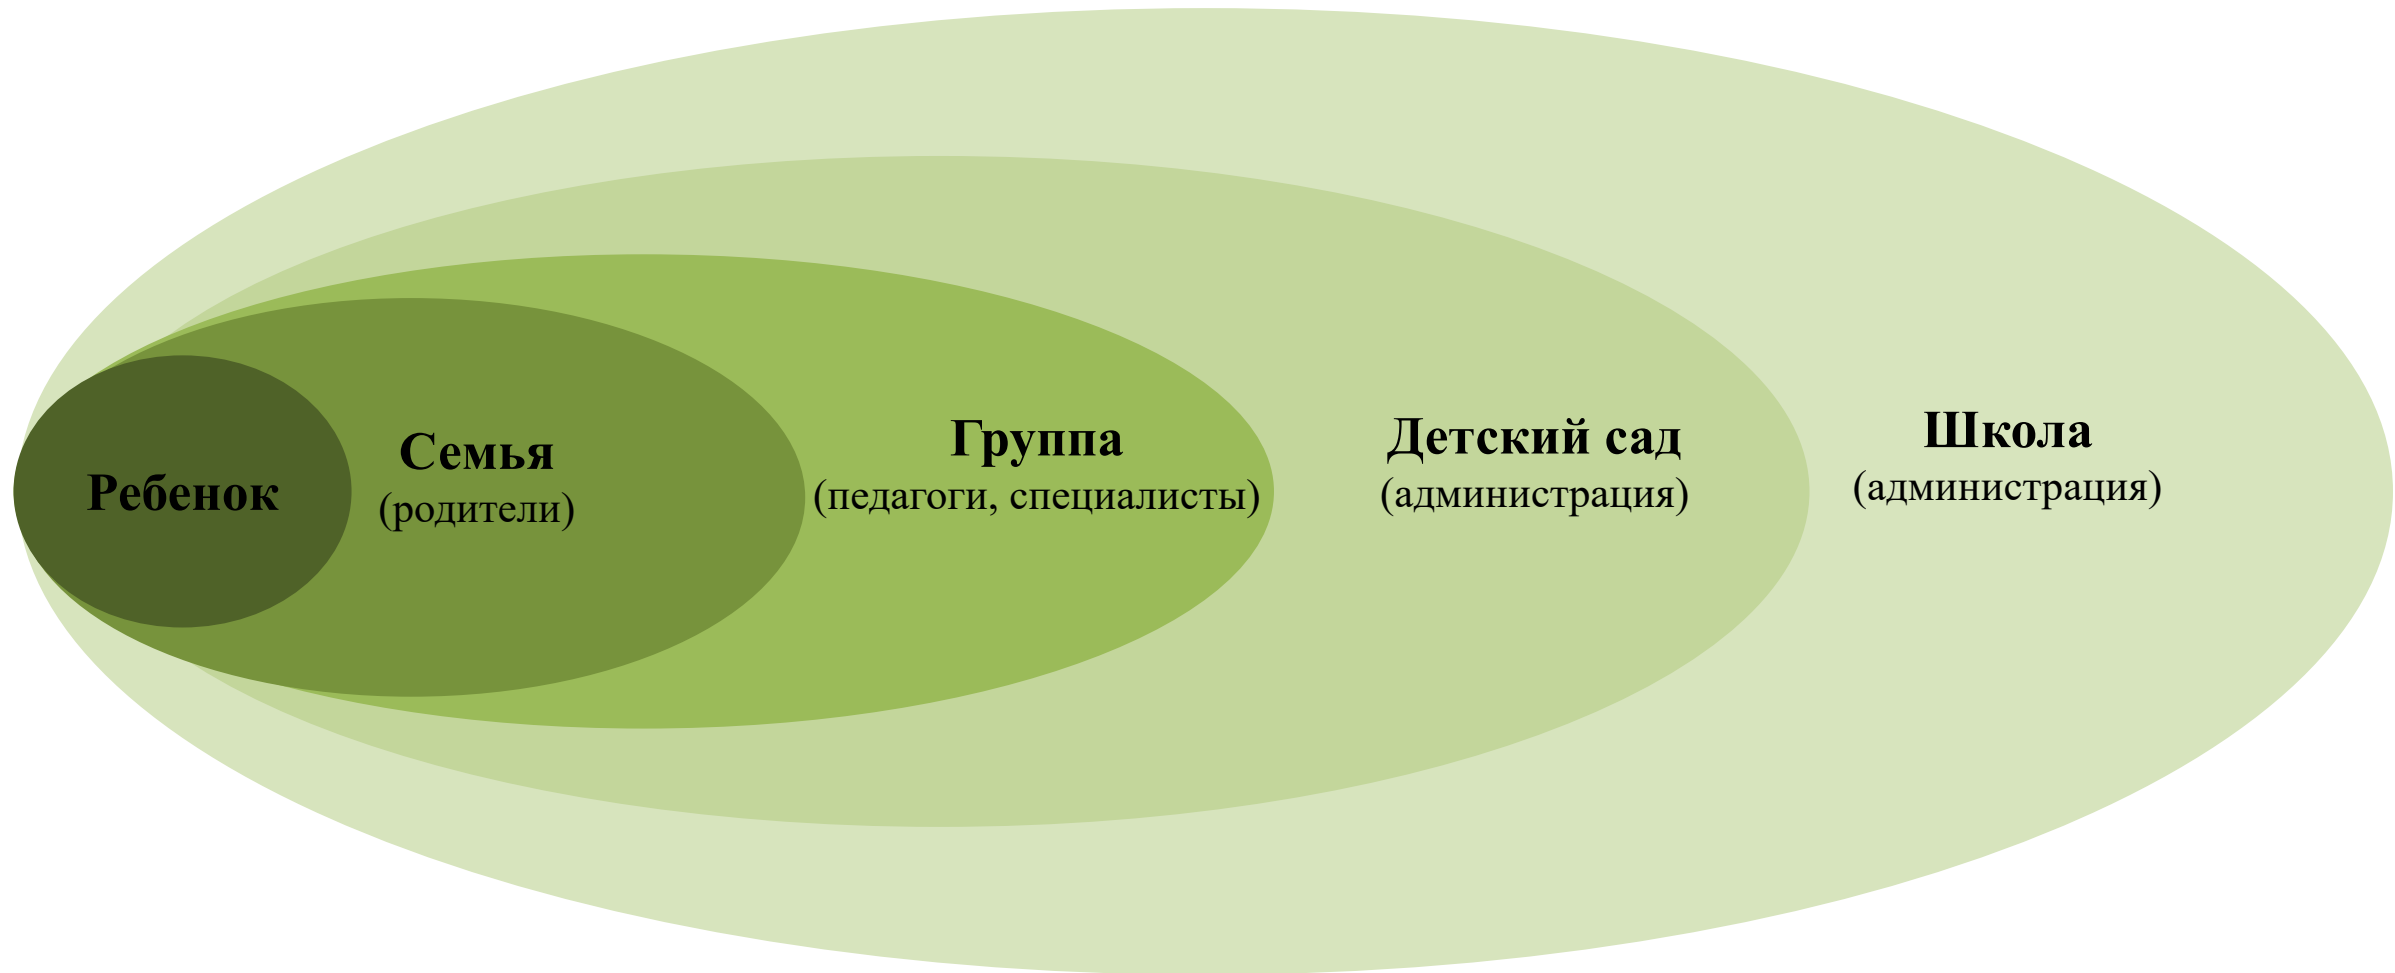 Ребенок
Семья
(родители)
Группа
(педагоги, специалисты)
Детский сад
(администрация)
Школа
(администрация)